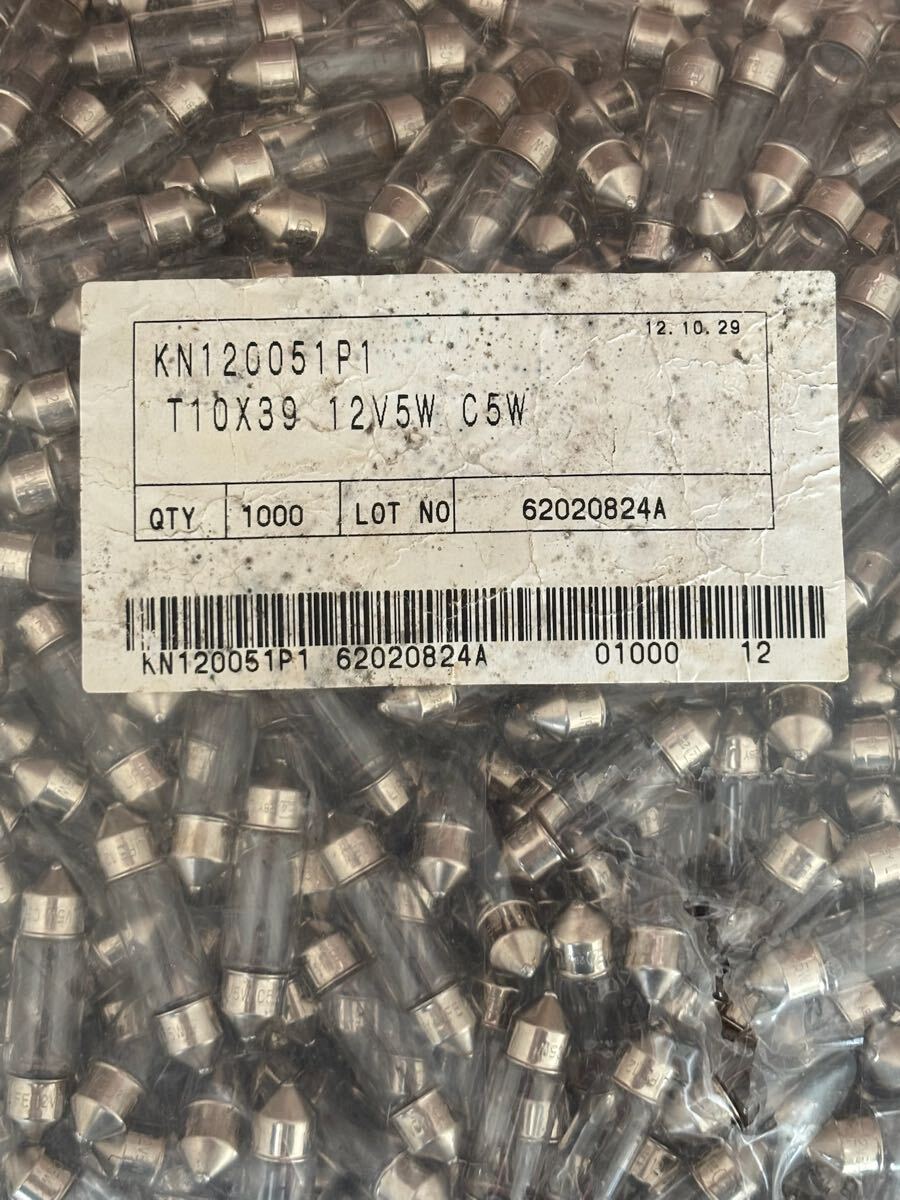 12.10.29
KN120051P1
T10X39 12V5W C5W
QTY 1000 LOT NO 62020824A
KN120051P1 62020824A 01000 12